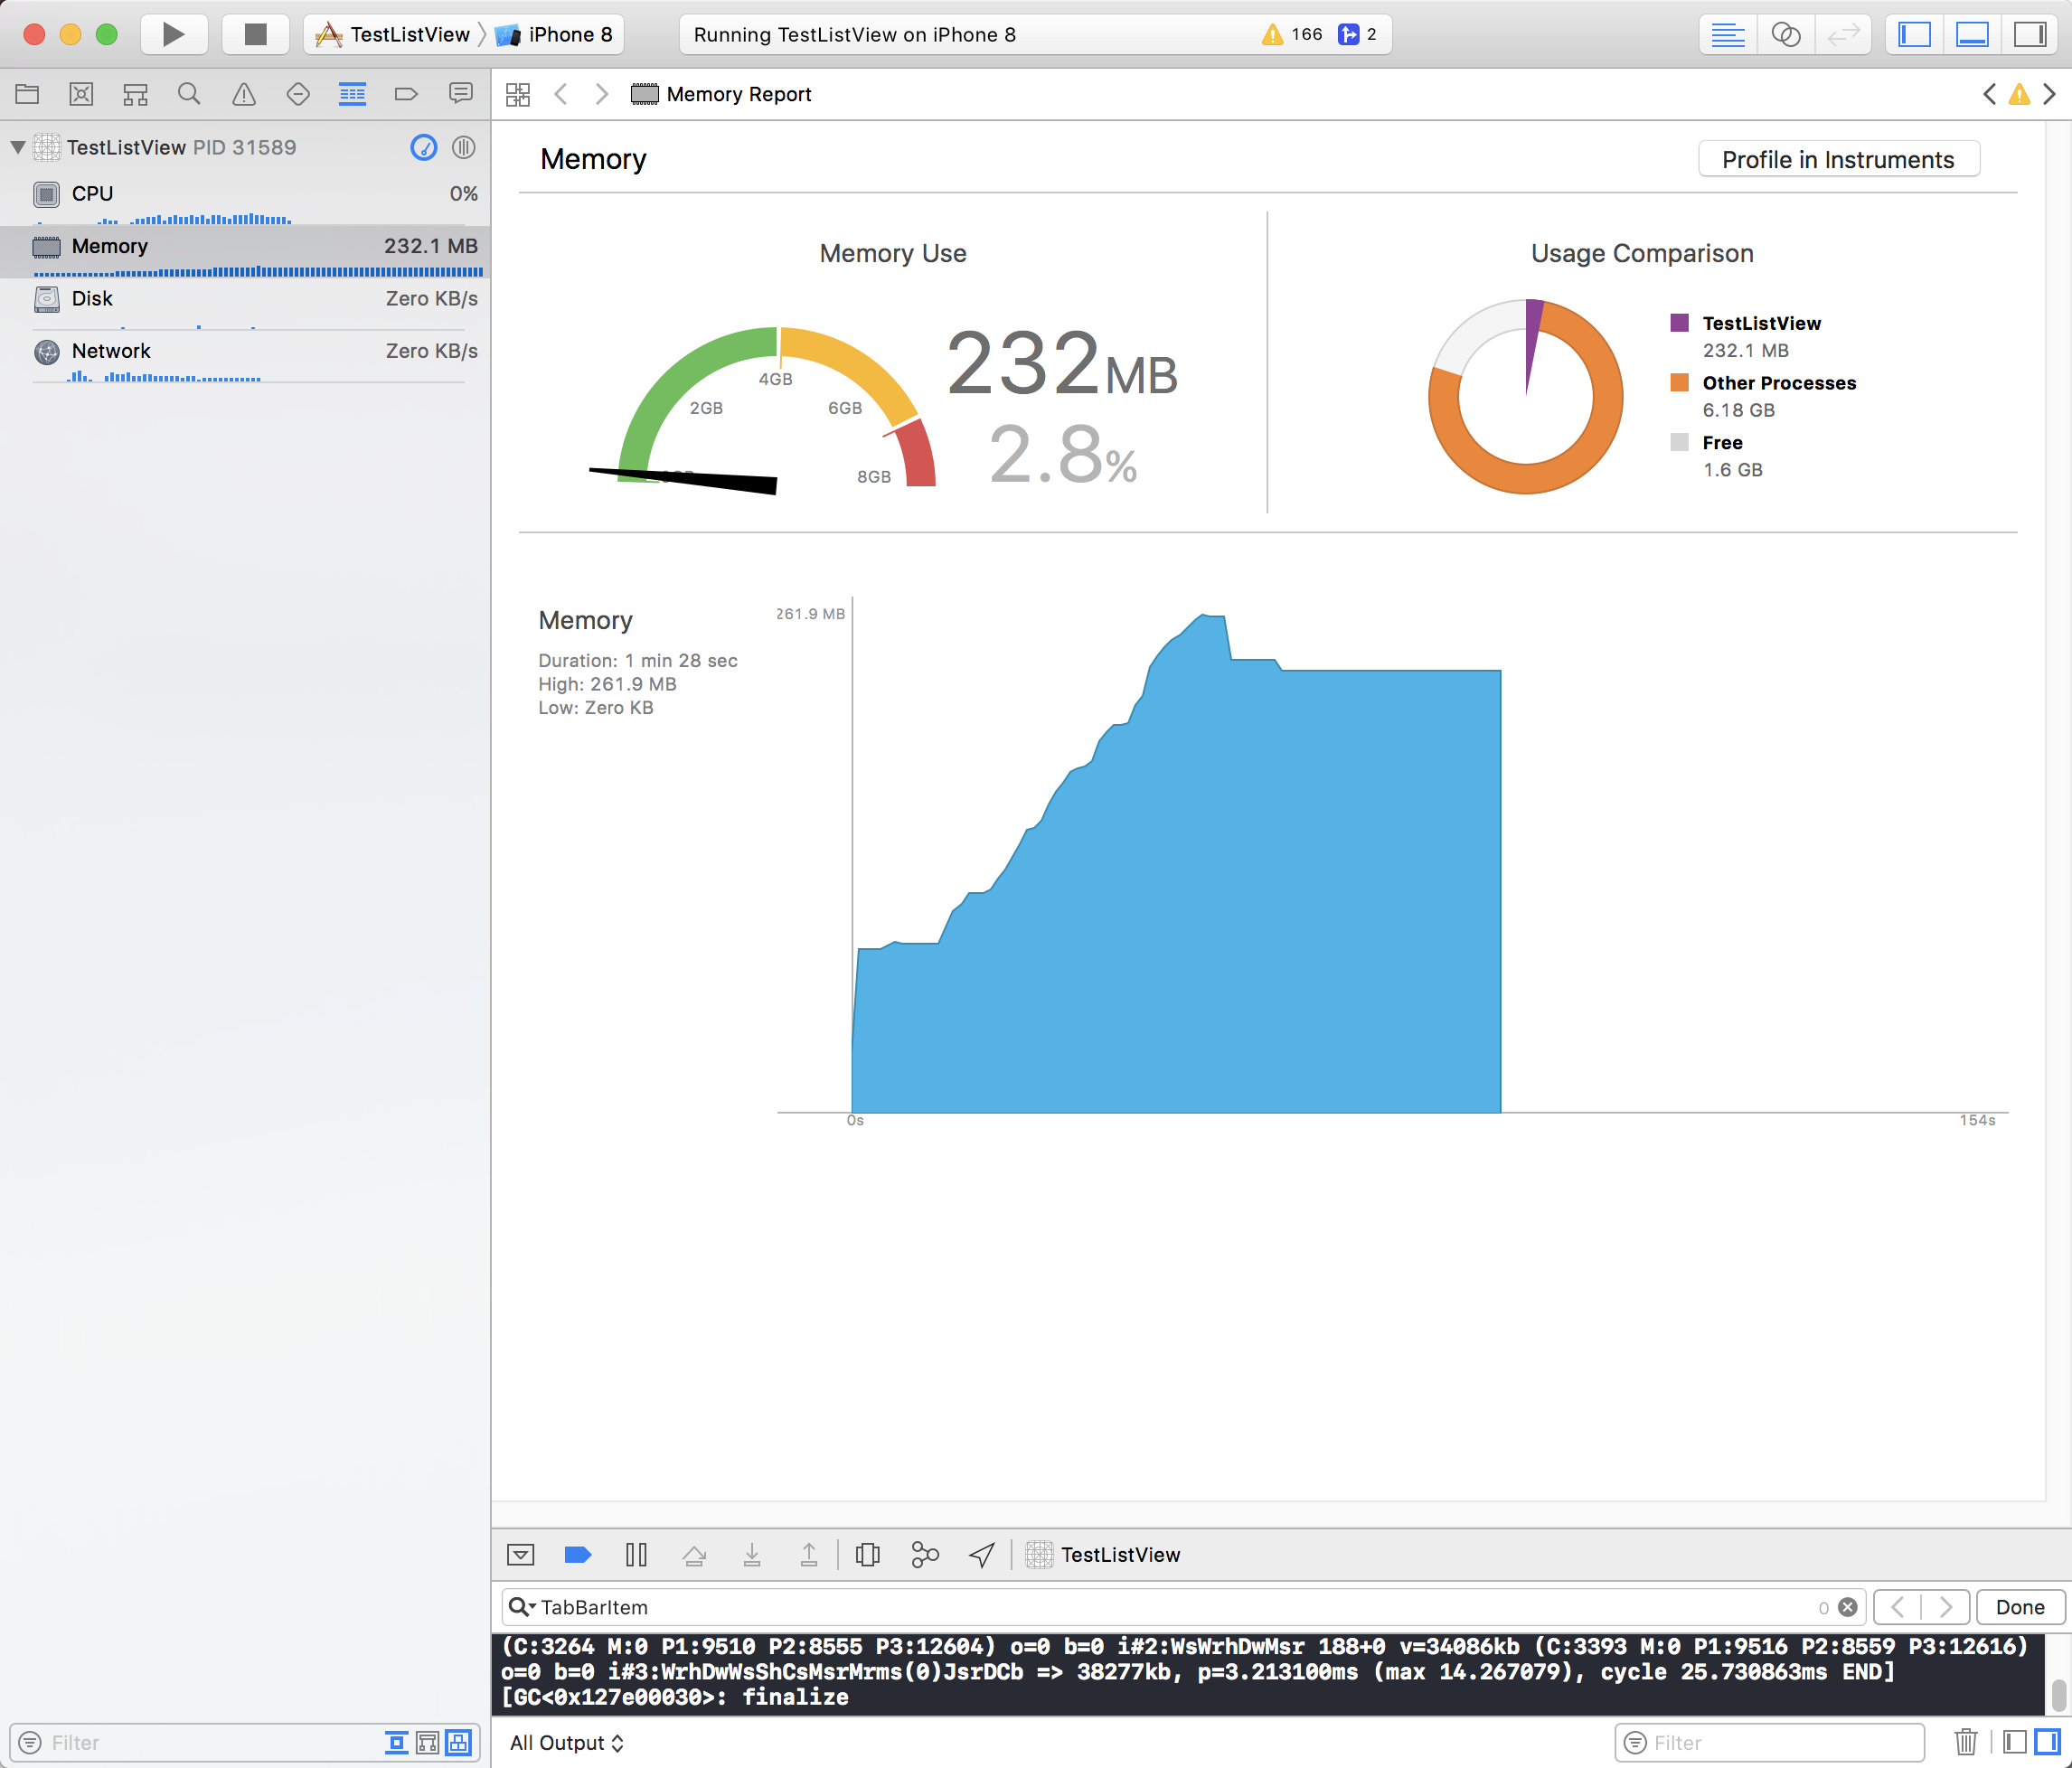 TestListView iPhone 8
Running TestListView on iPhone 8 166 2
Memory Report
TestListView PID 31589
CPU 0%
Memory 232.1 MB
Disk Zero KB/s
Network Zero KB/s
Filter
Memory
Profile in Instruments
Memory Use
2GB
4GB
6GB
8GB
232MB
2.8%
Usage Comparison
TestListView
232.1 MB
Other Processes
6.18 GB
Free
1.6 GB
Memory
Duration: 1 min 28 sec
High: 261.9 MB
Low: Zero KB
261.9 MB
0s
154s
TestListView
TabBarItem 0
Done
(C:3264 M:0 P1:9510 P2:8555 P3:12604) o=0 b=0 i#2:WsWrhDwMsr 188+0 v=34086kb (C:3393 M:0 P1:9516 P2:8559 P3:12616)
o=0 b=0 i#3:WrhDwWsShCsMsrMrms(0)JsrDCb => 38277kb, p=3.213100ms (max 14.267079), cycle 25.730863ms END]
[GC<0x127e00030>: finalize
All Output
Filter